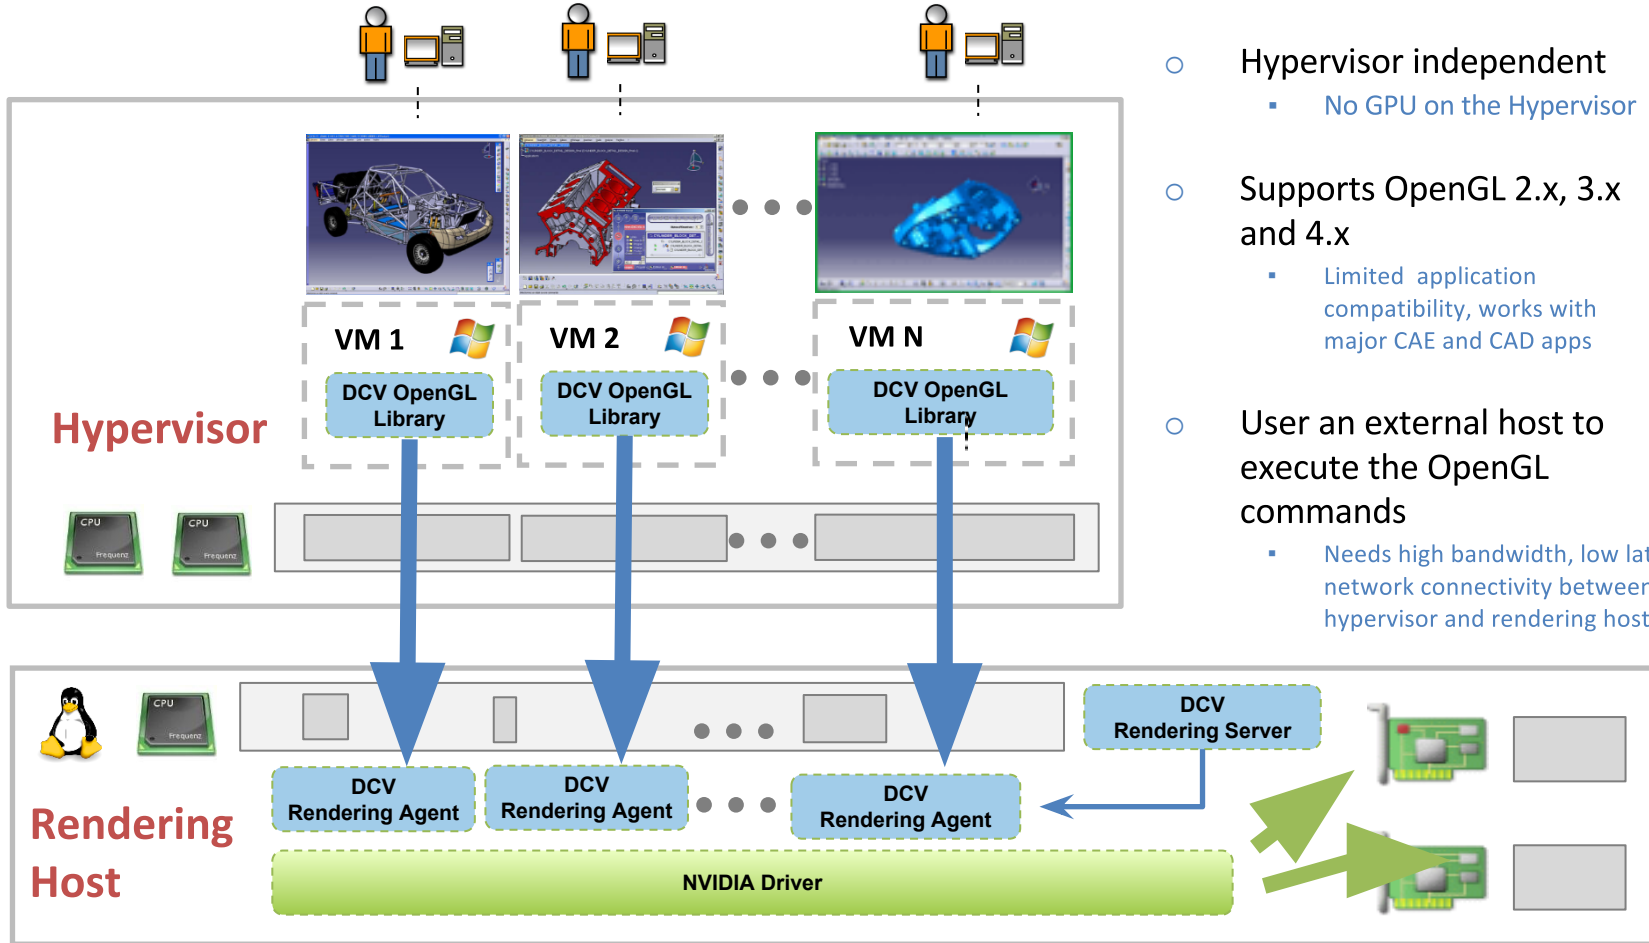 Hypervisor independent
No GPU on the Hypervisor
Supports OpenGL 2.x, 3.x
and 4.x
Limited application
compatibility, works with
major CAE and CAD apps
User an external host to
execute the OpenGL
commands
Needs high bandwidth, low lat
network connectivity between
hypervisor and rendering host
VM 1
VM 2
VM N
DCV OpenGL
Library
DCV OpenGL
Library
DCV OpenGL
Library
Hypervisor
CPU
Frequenz
CPU
Frequenz
CPU
Frequenz
DCV
Rendering Server
DCV
Rendering Agent
DCV
Rendering Agent
DCV
Rendering Agent
Rendering
Host
NVIDIA Driver